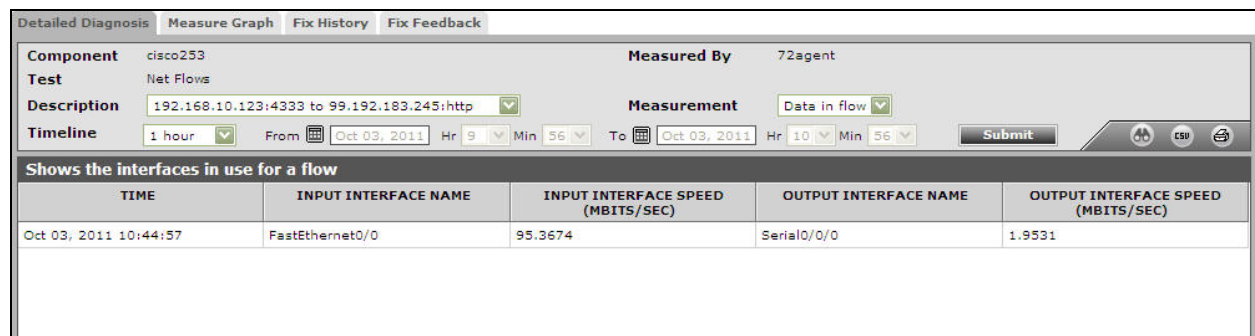 Detailed Diagnosis Measure Graph Fix History Fix Feedback
Component cisco253 Measured By 72agent
Test Net Flows
Description 192.168.10.123:4333 to 99.192.183.245:http Measurement Data in flow
Timeline 1 hour From Oct 03, 2011 Hr 9 Min 56 To Oct 03, 2011 Hr 10 Min 56 Submit CSV
Shows the interfaces in use for a flow
TIME INPUT INTERFACE NAME INPUT INTERFACE SPEED (MBITS/SEC) OUTPUT INTERFACE NAME OUTPUT INTERFACE SPEED (MBITS/SEC)
Oct 03, 2011 10:44:57 FastEthernet0/0 95.3674 Serial0/0/0 1.9531